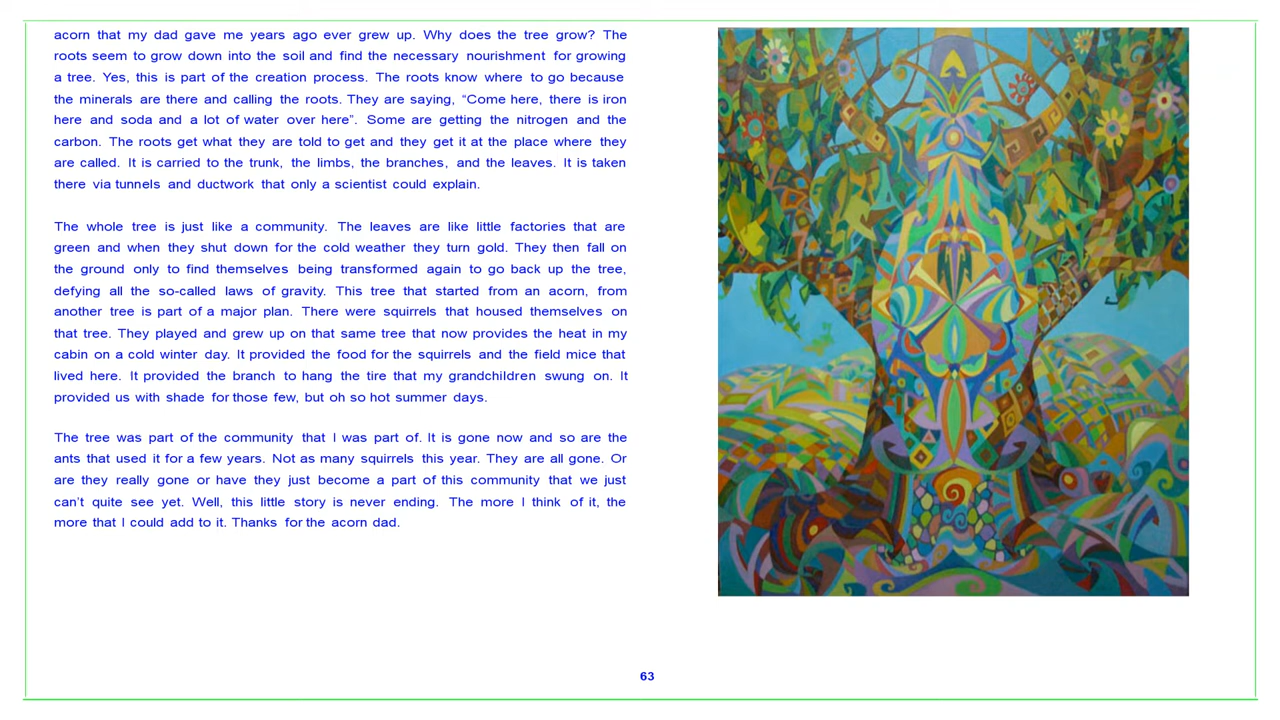 acorn that my dad gave me years ago ever grew up. Why does the tree grow? The
roots seem to grow down into the soil and find the necessary nourishment for growing
a tree. Yes, this is part of the creation process. The roots know where to go because
the minerals are there and calling the roots. They are saying, “Come here, there is iron
here and soda and a lot of water over here”. Some are getting the nitrogen and the
carbon. The roots get what they are told to get and they get it at the place where they
are called. It is carried to the trunk, the limbs, the branches, and the leaves. It is taken
there via tunnels and ductwork that only a scientist could explain.
The whole tree is just like a community. The leaves are like little factories that are
green and when they shut down for the cold weather they turn gold. They then fall on
the ground only to find themselves being transformed again to go back up the tree,
defying all the so-called laws of gravity. This tree that started from an acorn, from
another tree is part of a major plan. There were squirrels that housed themselves on
that tree. They played and grew up on that same tree that now provides the heat in my
cabin on a cold winter day. It provided the food for the squirrels and the field mice that
lived here. It provided the branch to hang the tire that my grandchildren swung on. It
provided us with shade for those few, but oh so hot summer days.
The tree was part of the community that I was part of. It is gone now and so are the
ants that used it for a few years. Not as many squirrels this year. They are all gone. Or
are they really gone or have they just become a part of this community that we just
can’t quite see yet. Well, this little story is never ending. The more I think of it, the
more that I could add to it. Thanks for the acorn dad.
63